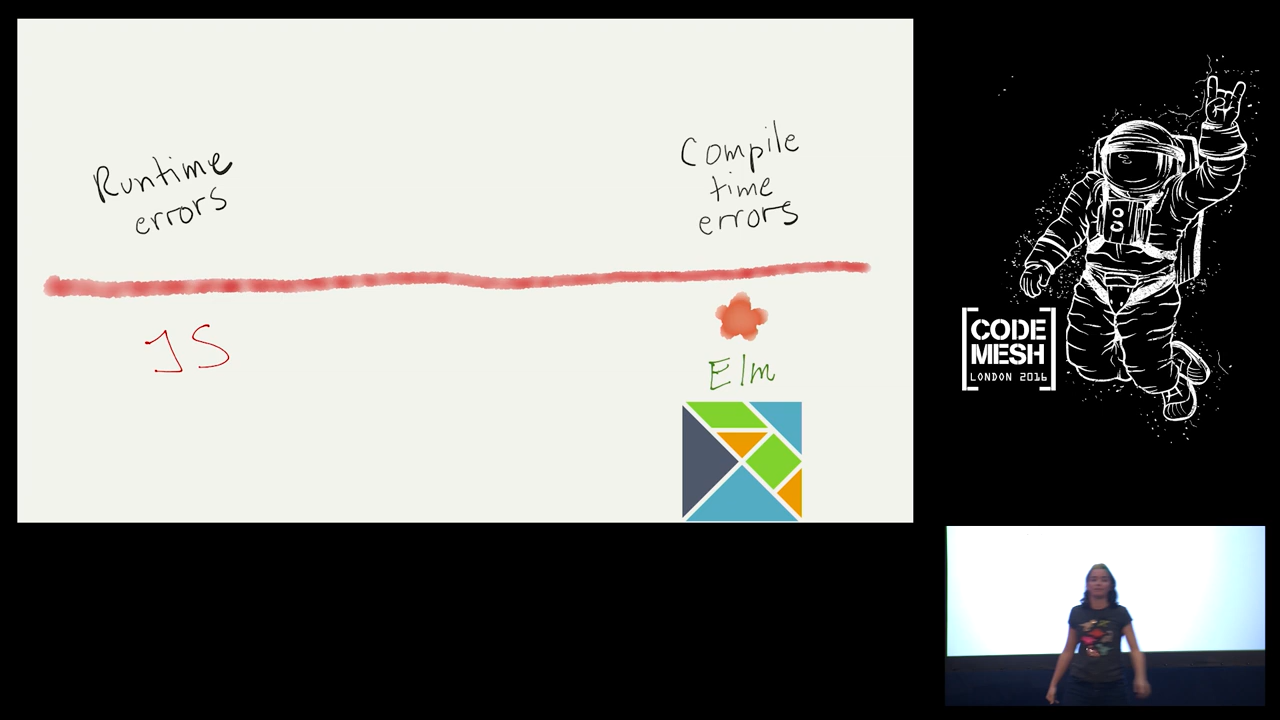 Runtime
errors
Compile
time
errors
JS
Elm
CODE
MESH
LONDON 2016